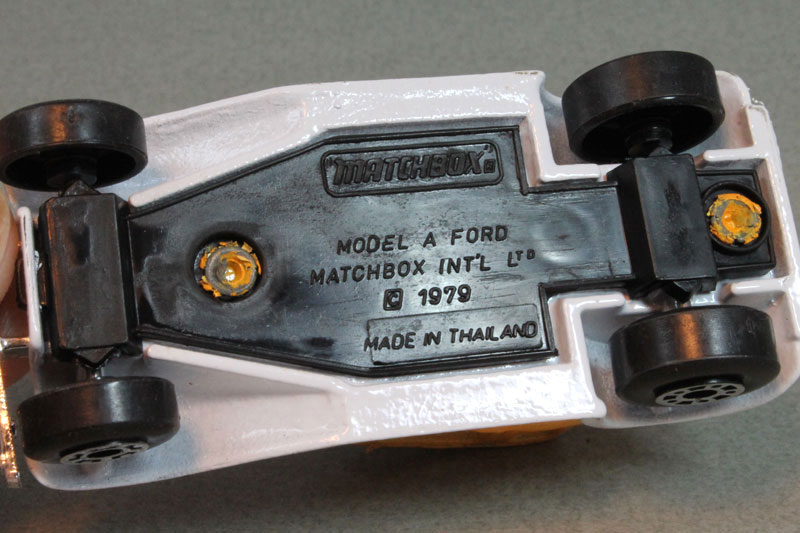 "MATCHBOX"
MODEL A FORD
MATCHBOX INT'L LTD
© 1979
MADE IN THAILAND